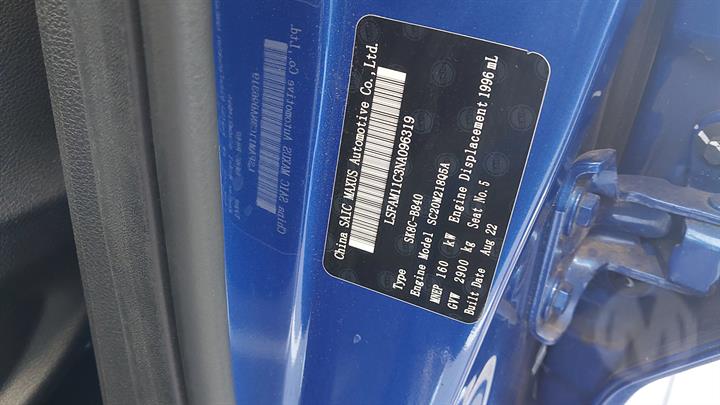 China SAIC MAXUS Automotive Co., Ltd.
LSFAM11C3NA096319
Type SK8C-B840
Engine Model SC20M218Q5A
MNEP 160 kW Engine Displacement 1996 mL
GVW 2900 kg Seat No. 5
Built Date Aug 22